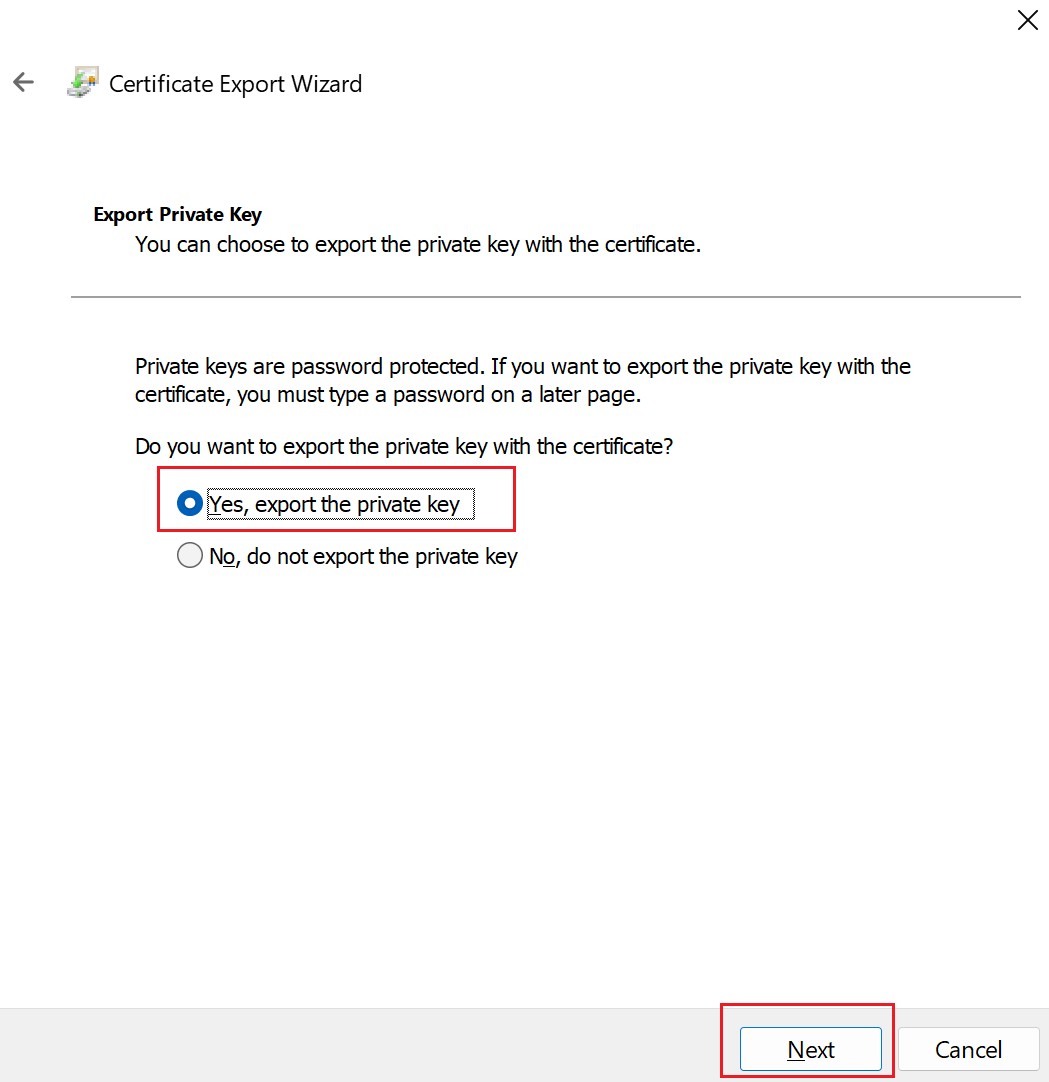 Certificate Export Wizard
Export Private Key
You can choose to export the private key with the certificate.
Private keys are password protected. If you want to export the private key with the
certificate, you must type a password on a later page.
Do you want to export the private key with the certificate?
Yes, export the private key
No, do not export the private key
Next
Cancel